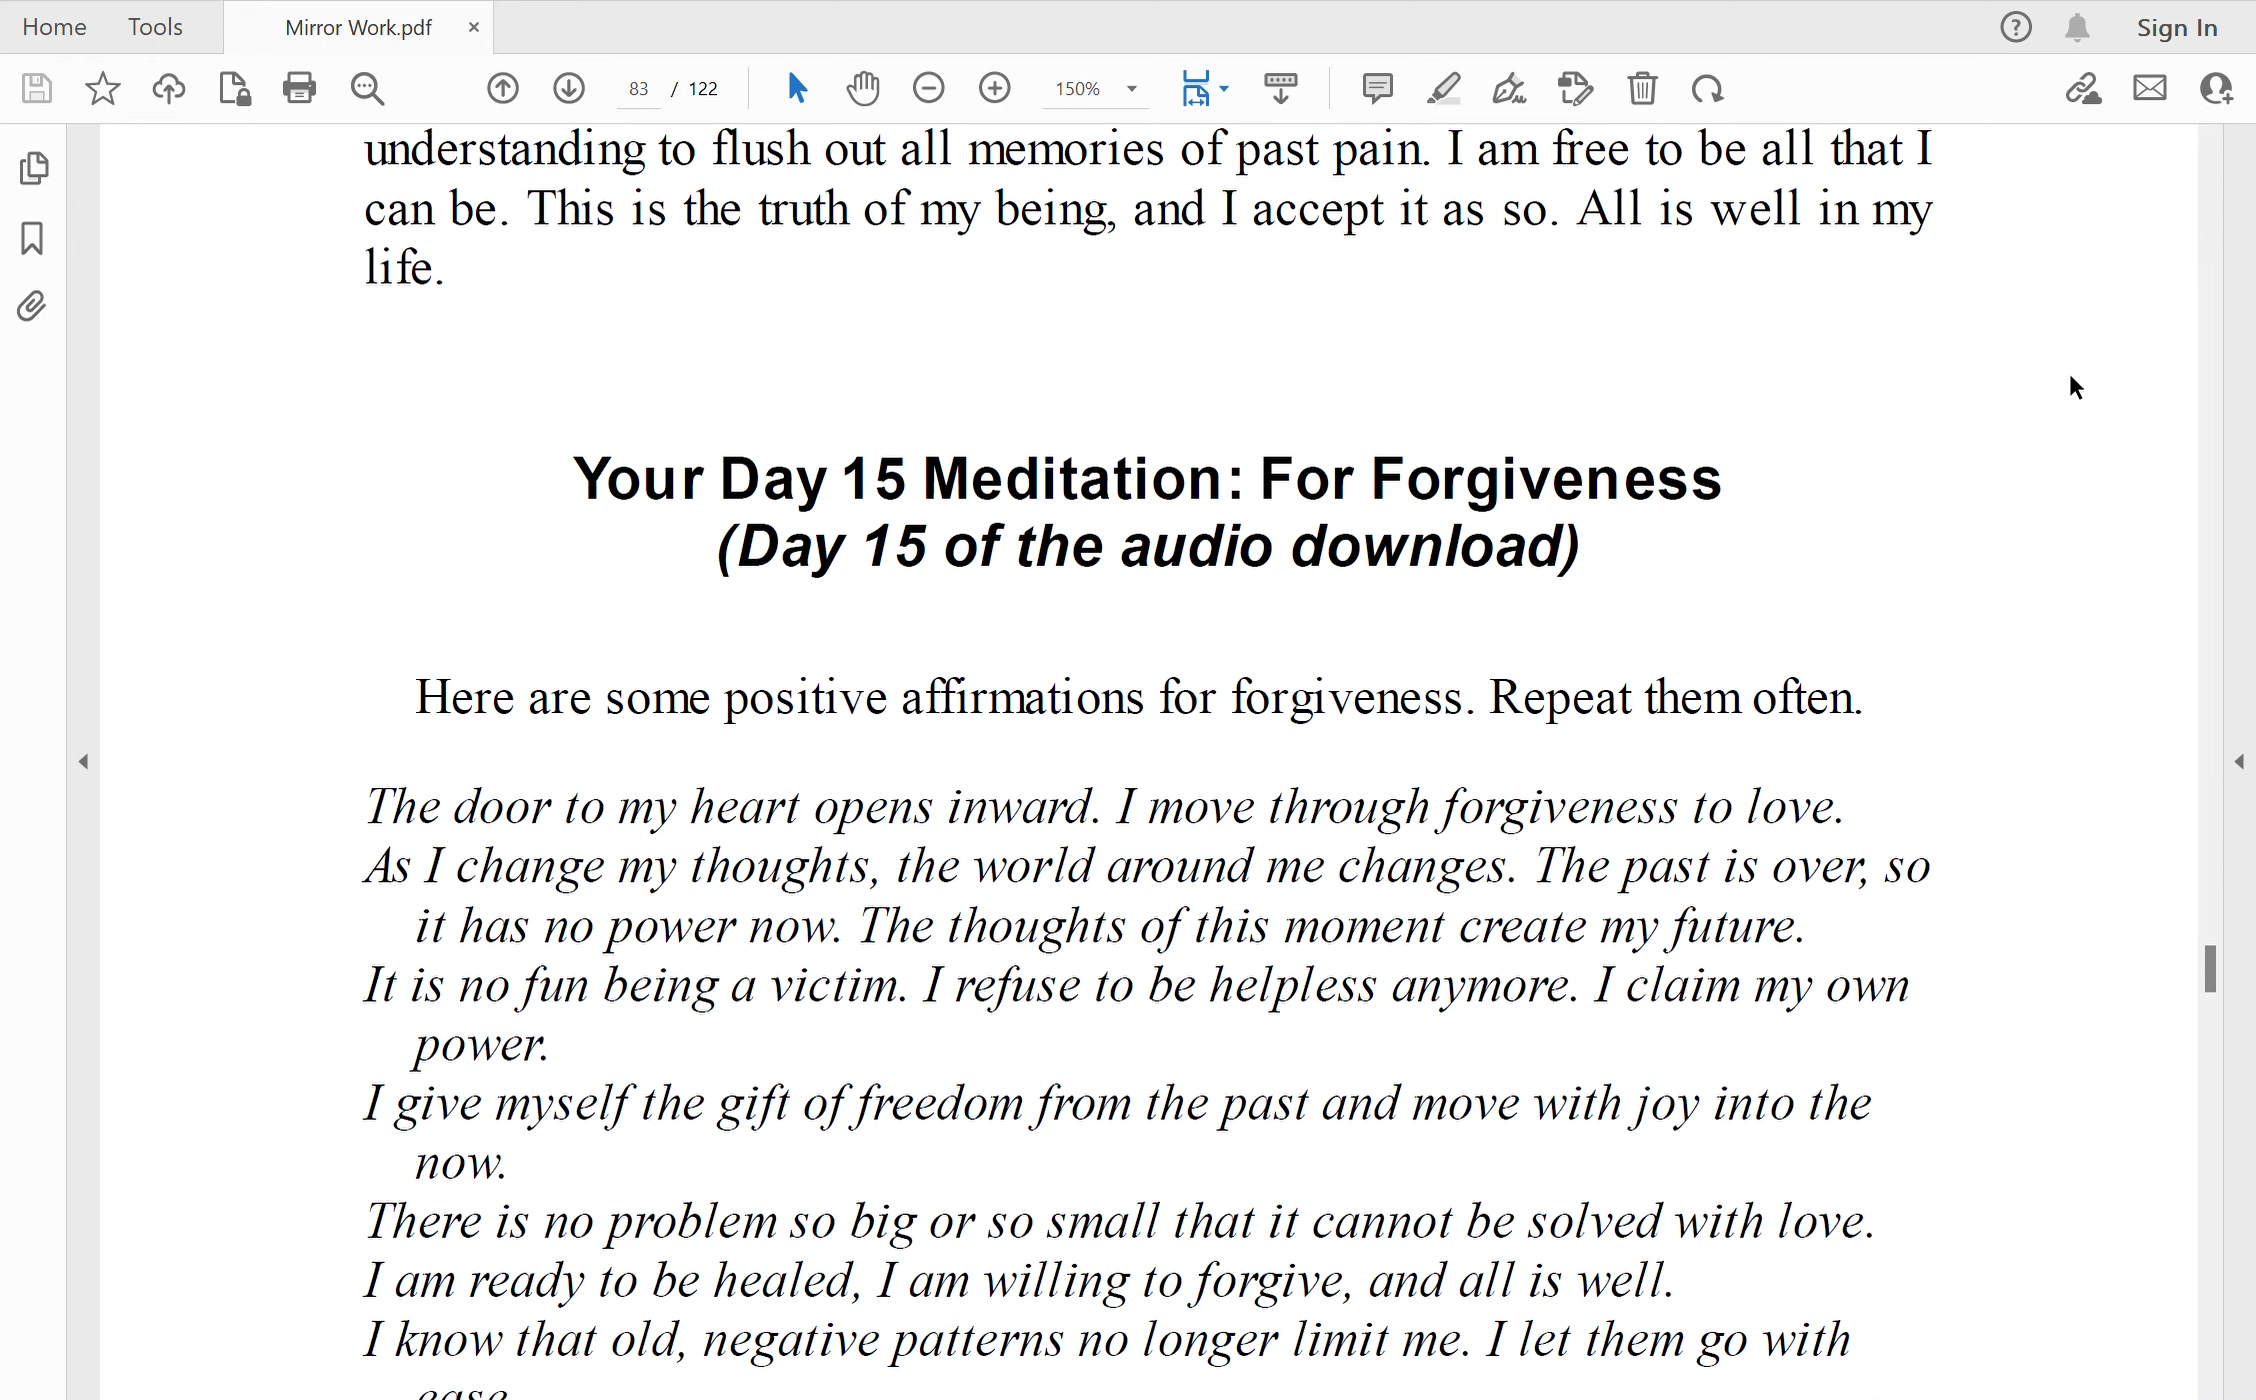 Home Tools Mirror Work.pdf × ? Sign In
83 / 122 150%
understanding to flush out all memories of past pain. I am free to be all that I
can be. This is the truth of my being, and I accept it as so. All is well in my
life.
Your Day 15 Meditation: For Forgiveness
(Day 15 of the audio download)
Here are some positive affirmations for forgiveness. Repeat them often.
The door to my heart opens inward. I move through forgiveness to love.
As I change my thoughts, the world around me changes. The past is over, so
it has no power now. The thoughts of this moment create my future.
It is no fun being a victim. I refuse to be helpless anymore. I claim my own
power.
I give myself the gift of freedom from the past and move with joy into the
now.
There is no problem so big or so small that it cannot be solved with love.
I am ready to be healed, I am willing to forgive, and all is well.
I know that old, negative patterns no longer limit me. I let them go with
ease.